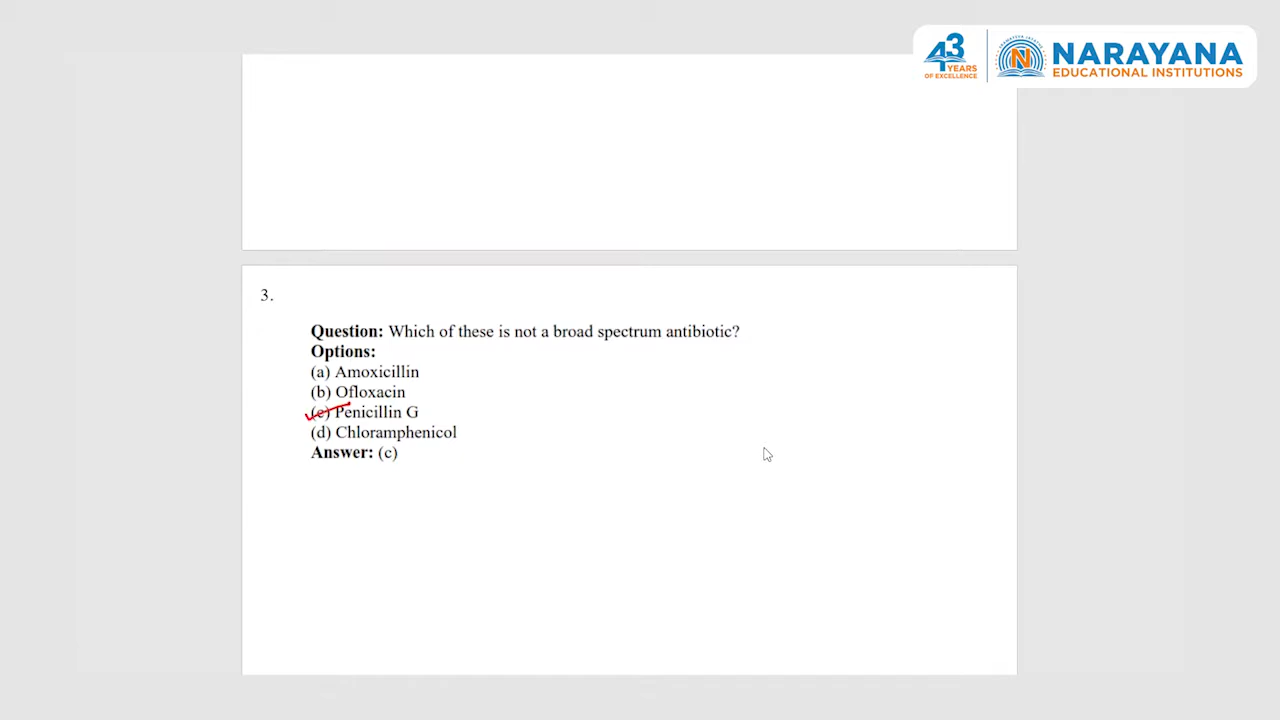 43
YEARS
OF EXCELLENCE
NARAYANA
EDUCATIONAL INSTITUTIONS
3.
Question: Which of these is not a broad spectrum antibiotic?
Options:
(a) Amoxicillin
(b) Ofloxacin
(c) Penicillin G
(d) Chloramphenicol
Answer: (c)